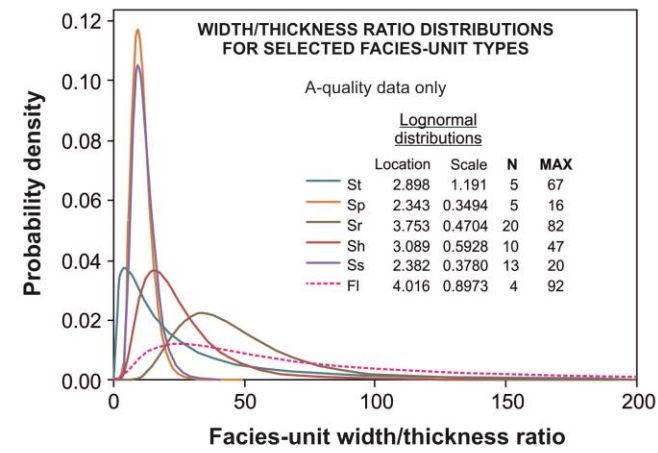 WIDTH/THICKNESS RATIO DISTRIBUTIONS
FOR SELECTED FACIES-UNIT TYPES
A-quality data only
Lognormal
distributions
Location Scale N MAX
St 2.898 1.191 5 67
Sp 2.343 0.3494 5 16
Sr 3.753 0.4704 20 82
Sh 3.089 0.5928 10 47
Ss 2.382 0.3780 13 20
Fl 4.016 0.8973 4 92
Probability density
0.12
0.10
0.08
0.06
0.04
0.02
0.00
0 50 100 150 200
Facies-unit width/thickness ratio